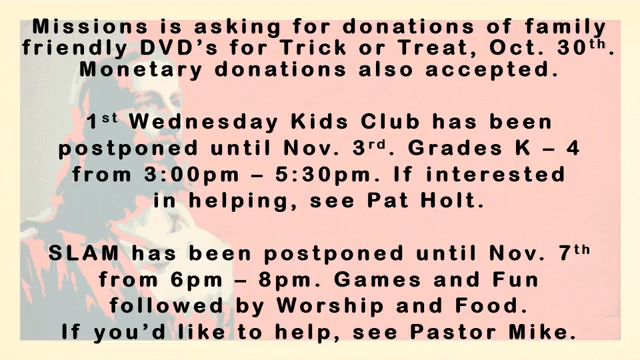 Missions is asking for donations of family
friendly DVD’s for Trick or Treat, Oct. 30th.
Monetary donations also accepted.
1st Wednesday Kids Club has been
postponed until Nov. 3rd. Grades K – 4
from 3:00pm – 5:30pm. If interested
in helping, see Pat Holt.
SLAM has been postponed until Nov. 7th
from 6pm – 8pm. Games and Fun
followed by Worship and Food.
If you’d like to help, see Pastor Mike.